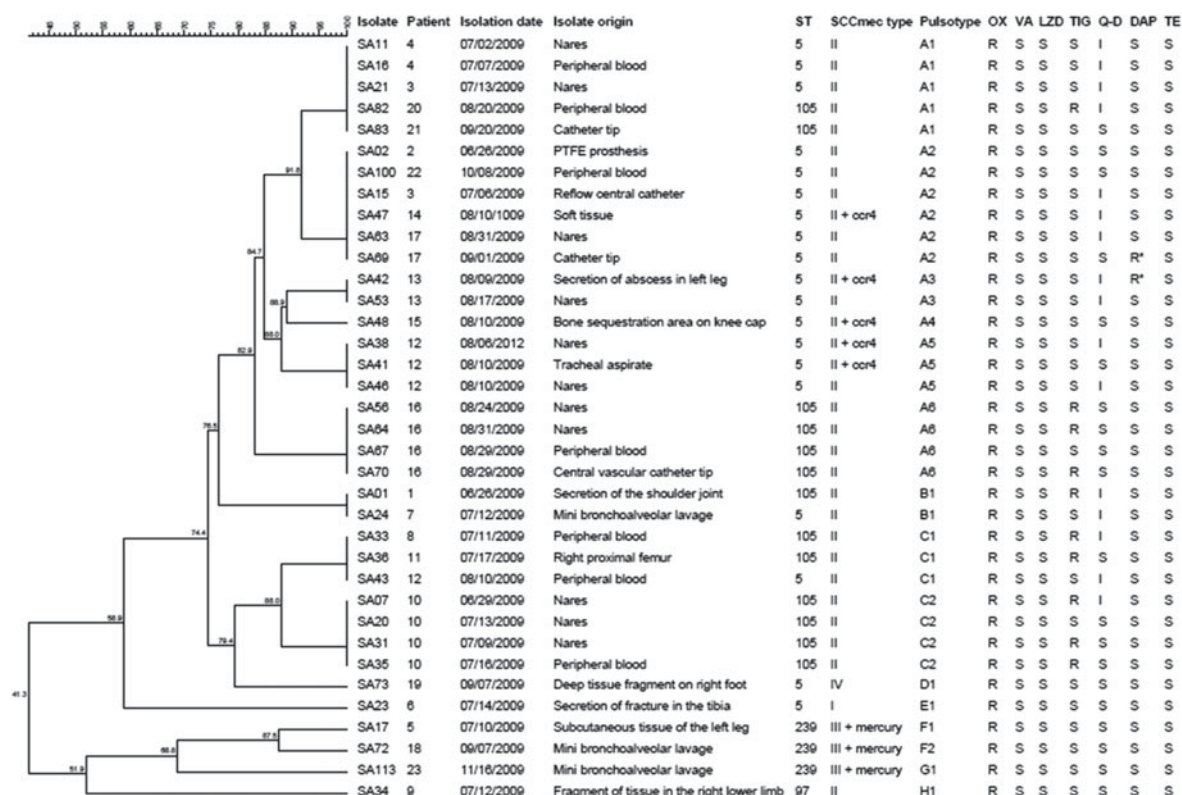 45 50 55 60 65 70 75 80 85 90 95 100
Isolate Patient Isolation date Isolate origin ST SCCmec type Pulsotype OX VA LZD TIG Q-D DAP TE
SA11 4 07/02/2009 Nares 5 II A1 R S S S I S S
SA16 4 07/07/2009 Peripheral blood 5 II A1 R S S S I S S
SA21 3 07/13/2009 Nares 5 II A1 R S S S I S S
SA82 20 08/20/2009 Peripheral blood 105 II A1 R S S R I S S
SA83 21 09/20/2009 Catheter tip 105 II A1 R S S S S S S
SA02 2 06/26/2009 PTFE prosthesis 5 II A2 R S S S S S S
91.8 SA100 22 10/08/2009 Peripheral blood 5 II A2 R S S S S S S
SA15 3 07/06/2009 Reflow central catheter 5 II A2 R S S S I S S
SA47 14 08/10/1009 Soft tissue 5 II + ccr4 A2 R S S S I S S
SA63 17 08/31/2009 Nares 5 II A2 R S S S I S S
84.7 SA69 17 09/01/2009 Catheter tip 5 II A2 R S S S S R* S
SA42 13 08/09/2009 Secretion of abscess in left leg 5 II + ccr4 A3 R S S S I R* S
88.9 SA53 13 08/17/2009 Nares 5 II A3 R S S S I S S
SA48 15 08/10/2009 Bone sequestration area on knee cap 5 II + ccr4 A4 R S S S S S S
88.0 SA38 12 08/06/2012 Nares 5 II + ccr4 A5 R S S S I S S
82.9 SA41 12 08/10/2009 Tracheal aspirate 5 II + ccr4 A5 R S S S S S S
SA46 12 08/10/2009 Nares 5 II A5 R S S S I S S
SA56 16 08/24/2009 Nares 105 II A6 R S S R S S S
76.5 SA64 16 08/31/2009 Nares 105 II A6 R S S R S S S
SA67 16 08/29/2009 Peripheral blood 105 II A6 R S S S S S S
SA70 16 08/29/2009 Central vascular catheter tip 105 II A6 R S S R S S S
SA01 1 06/26/2009 Secretion of the shoulder joint 105 II B1 R S S R I S S
SA24 7 07/12/2009 Mini bronchoalveolar lavage 5 II B1 R S S S I S S
74.4 SA33 8 07/11/2009 Peripheral blood 105 II C1 R S S R I S S
SA36 11 07/17/2009 Right proximal femur 105 II C1 R S S R S S S
SA43 12 08/10/2009 Peripheral blood 5 II C1 R S S S I S S
88.0 SA07 10 06/29/2009 Nares 105 II C2 R S S R I S S
58.9 SA20 10 07/13/2009 Nares 105 II C2 R S S S S S S
79.4 SA31 10 07/09/2009 Nares 105 II C2 R S S R S S S
SA35 10 07/16/2009 Peripheral blood 105 II C2 R S S R S S S
SA73 19 09/07/2009 Deep tissue fragment on right foot 5 IV D1 R S S S S S S
41.3 SA23 6 07/14/2009 Secretion of fracture in the tibia 5 I E1 R S S S S S S
SA17 5 07/10/2009 Subcutaneous tissue of the left leg 239 III + mercury F1 R S S S S S S
87.5 SA72 18 09/07/2009 Mini bronchoalveolar lavage 239 III + mercury F2 R S S S S S S
68.8 SA113 23 11/16/2009 Mini bronchoalveolar lavage 239 III + mercury G1 R S S S S S S
51.9 SA34 9 07/12/2009 Fragment of tissue in the right lower limb 97 II H1 R S S S S S S